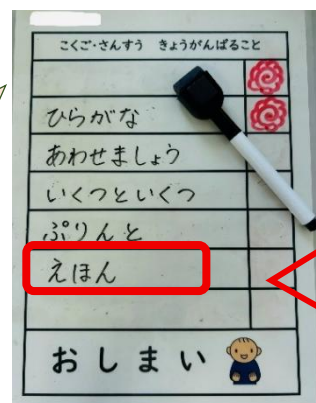 こくご・さんすう　きょうがんばること
ひらがな
あわせましょう
いくつといくつ
ぷりんと
えほん
おしまい